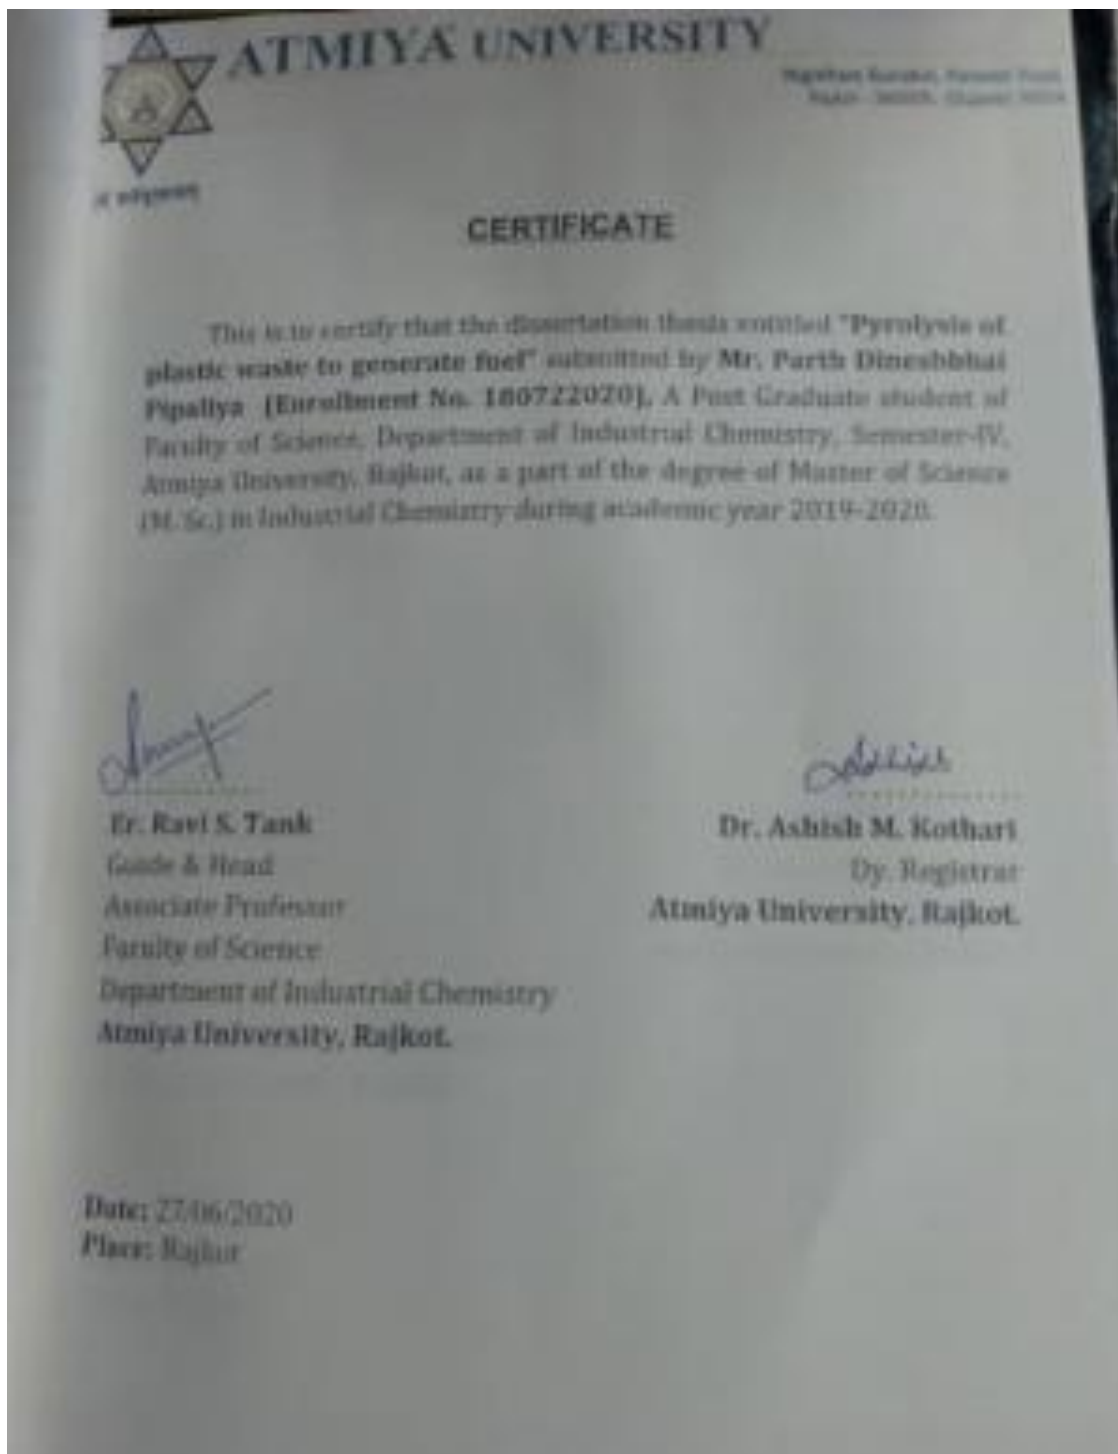 ATMIYA UNIVERSITY
CERTIFICATE
This is to certify that the dissertation thesis entitled "Pyrolysis of
plastic waste to generate fuel" submitted by Mr. Parth Dineshbhai
Pipaliya [Enrollment No. 180722020], A Post Graduate student of
Faculty of Science, Department of Industrial Chemistry, Semester-IV,
Atmiya University, Rajkot, as a part of the degree of Master of Science
(M. Sc.) in Industrial Chemistry during academic year 2019-2020.
Er. Ravi S. Tank
Guide & Head
Associate Professor
Faculty of Science
Department of Industrial Chemistry
Atmiya University, Rajkot.
Dr. Ashish M. Kothari
Dy. Registrar
Atmiya University, Rajkot.
Date: 27/06/2020
Place: Rajkot